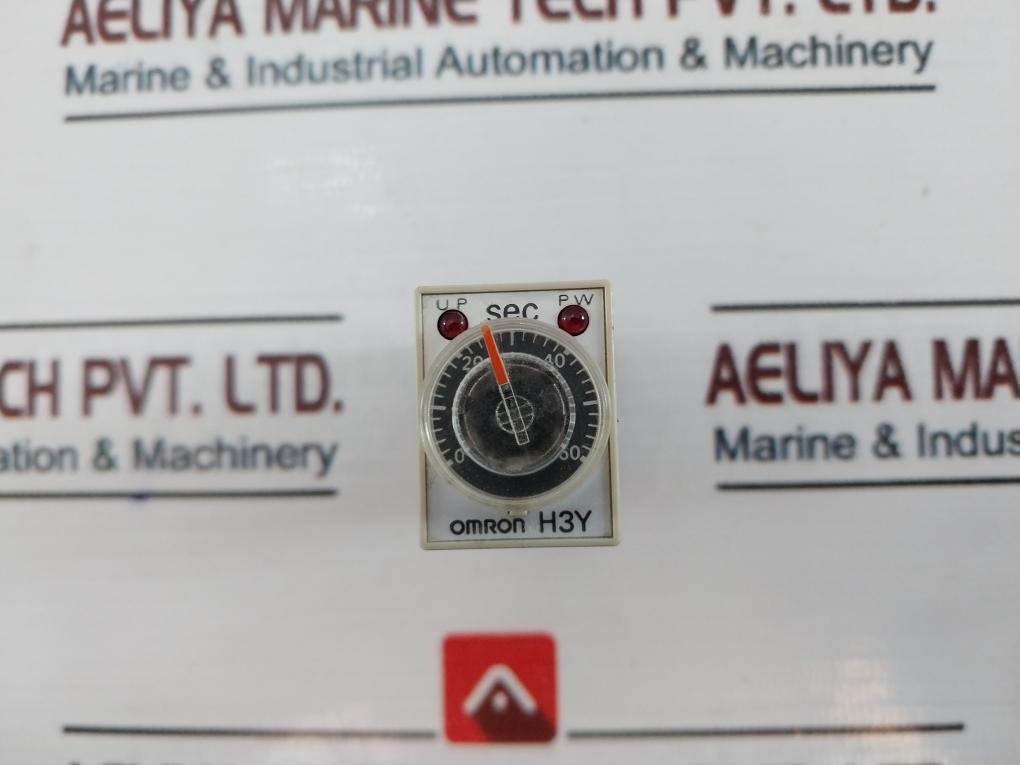 AELIYA MARINE TECH PVT. LTD.
Marine & Industrial Automation & Machinery
UP sec PW
20 40
0 60
OMRON H3Y
CH PVT. LTD.
ation & Machinery
AELIYA MA
Marine & Indus